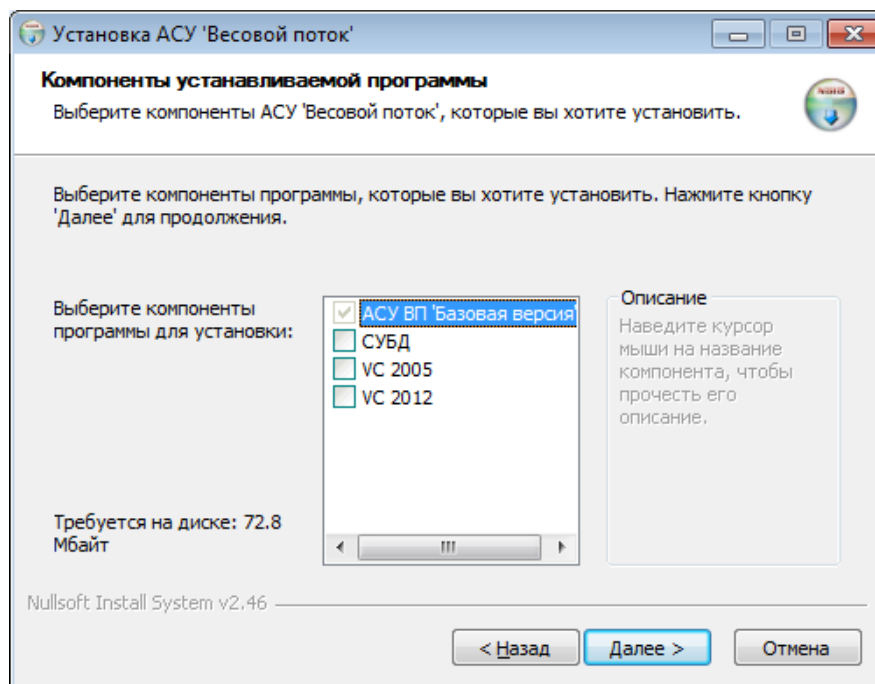 Установка АСУ 'Весовой поток'
Компоненты устанавливаемой программы
Выберите компоненты АСУ 'Весовой поток', которые вы хотите установить.
Выберите компоненты программы, которые вы хотите установить. Нажмите кнопку
'Далее' для продолжения.
Выберите компоненты
программы для установки:
АСУ ВП 'Базовая версия'
СУБД
VC 2005
VC 2012
Описание
Наведите курсор
мыши на название
компонента, чтобы
прочесть его
описание.
Требуется на диске: 72.8
Мбайт
Nullsoft Install System v2.46
< Назад
Далее >
Отмена